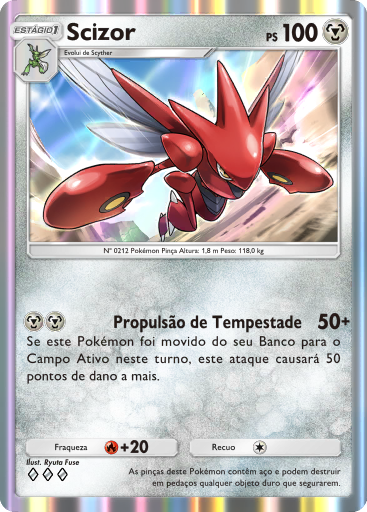 ESTÁGIO 1
Scizor
PS 100
Evolui de Scyther
Nº 0212 Pokémon Pinça Altura: 1,8 m Peso: 118,0 kg
Propulsão de Tempestade 50+
Se este Pokémon foi movido do seu Banco para o
Campo Ativo neste turno, este ataque causará 50
pontos de dano a mais.
Fraqueza +20 Recuo
Ilust. Ryuta Fuse
As pinças deste Pokémon contêm aço e podem destruir
em pedaços qualquer objeto duro que segurarem.